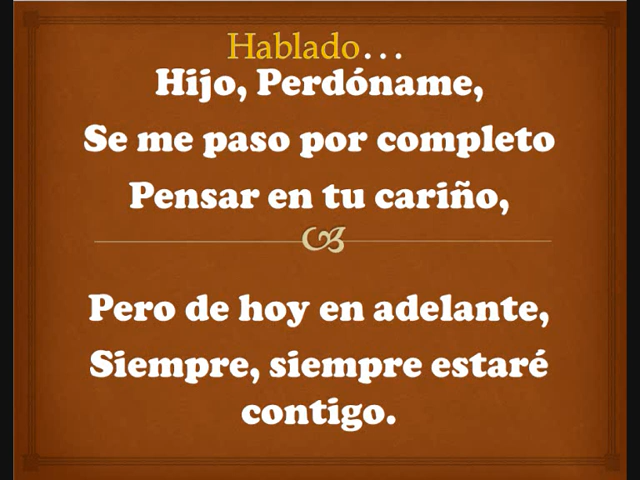 Hablado...
Hijo, Perdóname,
Se me paso por completo
Pensar en tu cariño,
Pero de hoy en adelante,
Siempre, siempre estaré
contigo.